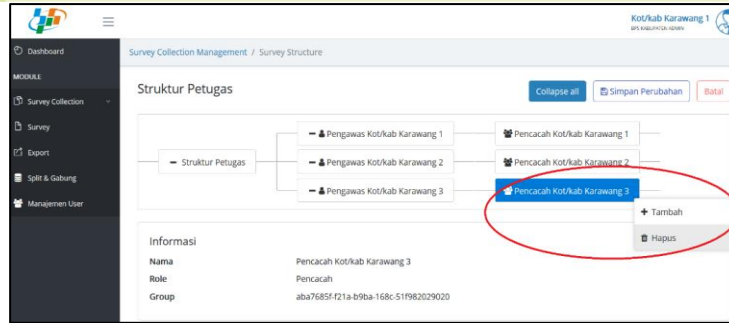 Kot/kab Karawang 1
BPS KABUPATEN ADMIN
Dashboard
Survey Collection Management / Survey Structure
MODULE
Survey Collection
Survey
Export
Split & Gabung
Manajemen User
Struktur Petugas
Collapse all
Simpan Perubahan
Batal
Struktur Petugas
Pengawas Kot/kab Karawang 1
Pencacah Kot/kab Karawang 1
Pengawas Kot/kab Karawang 2
Pencacah Kot/kab Karawang 2
Pengawas Kot/kab Karawang 3
Pencacah Kot/kab Karawang 3
Tambah
Hapus
Informasi
Nama Pencacah Kot/kab Karawang 3
Role Pencacah
Group aba7685f-f21a-b9ba-168c-51f982029020